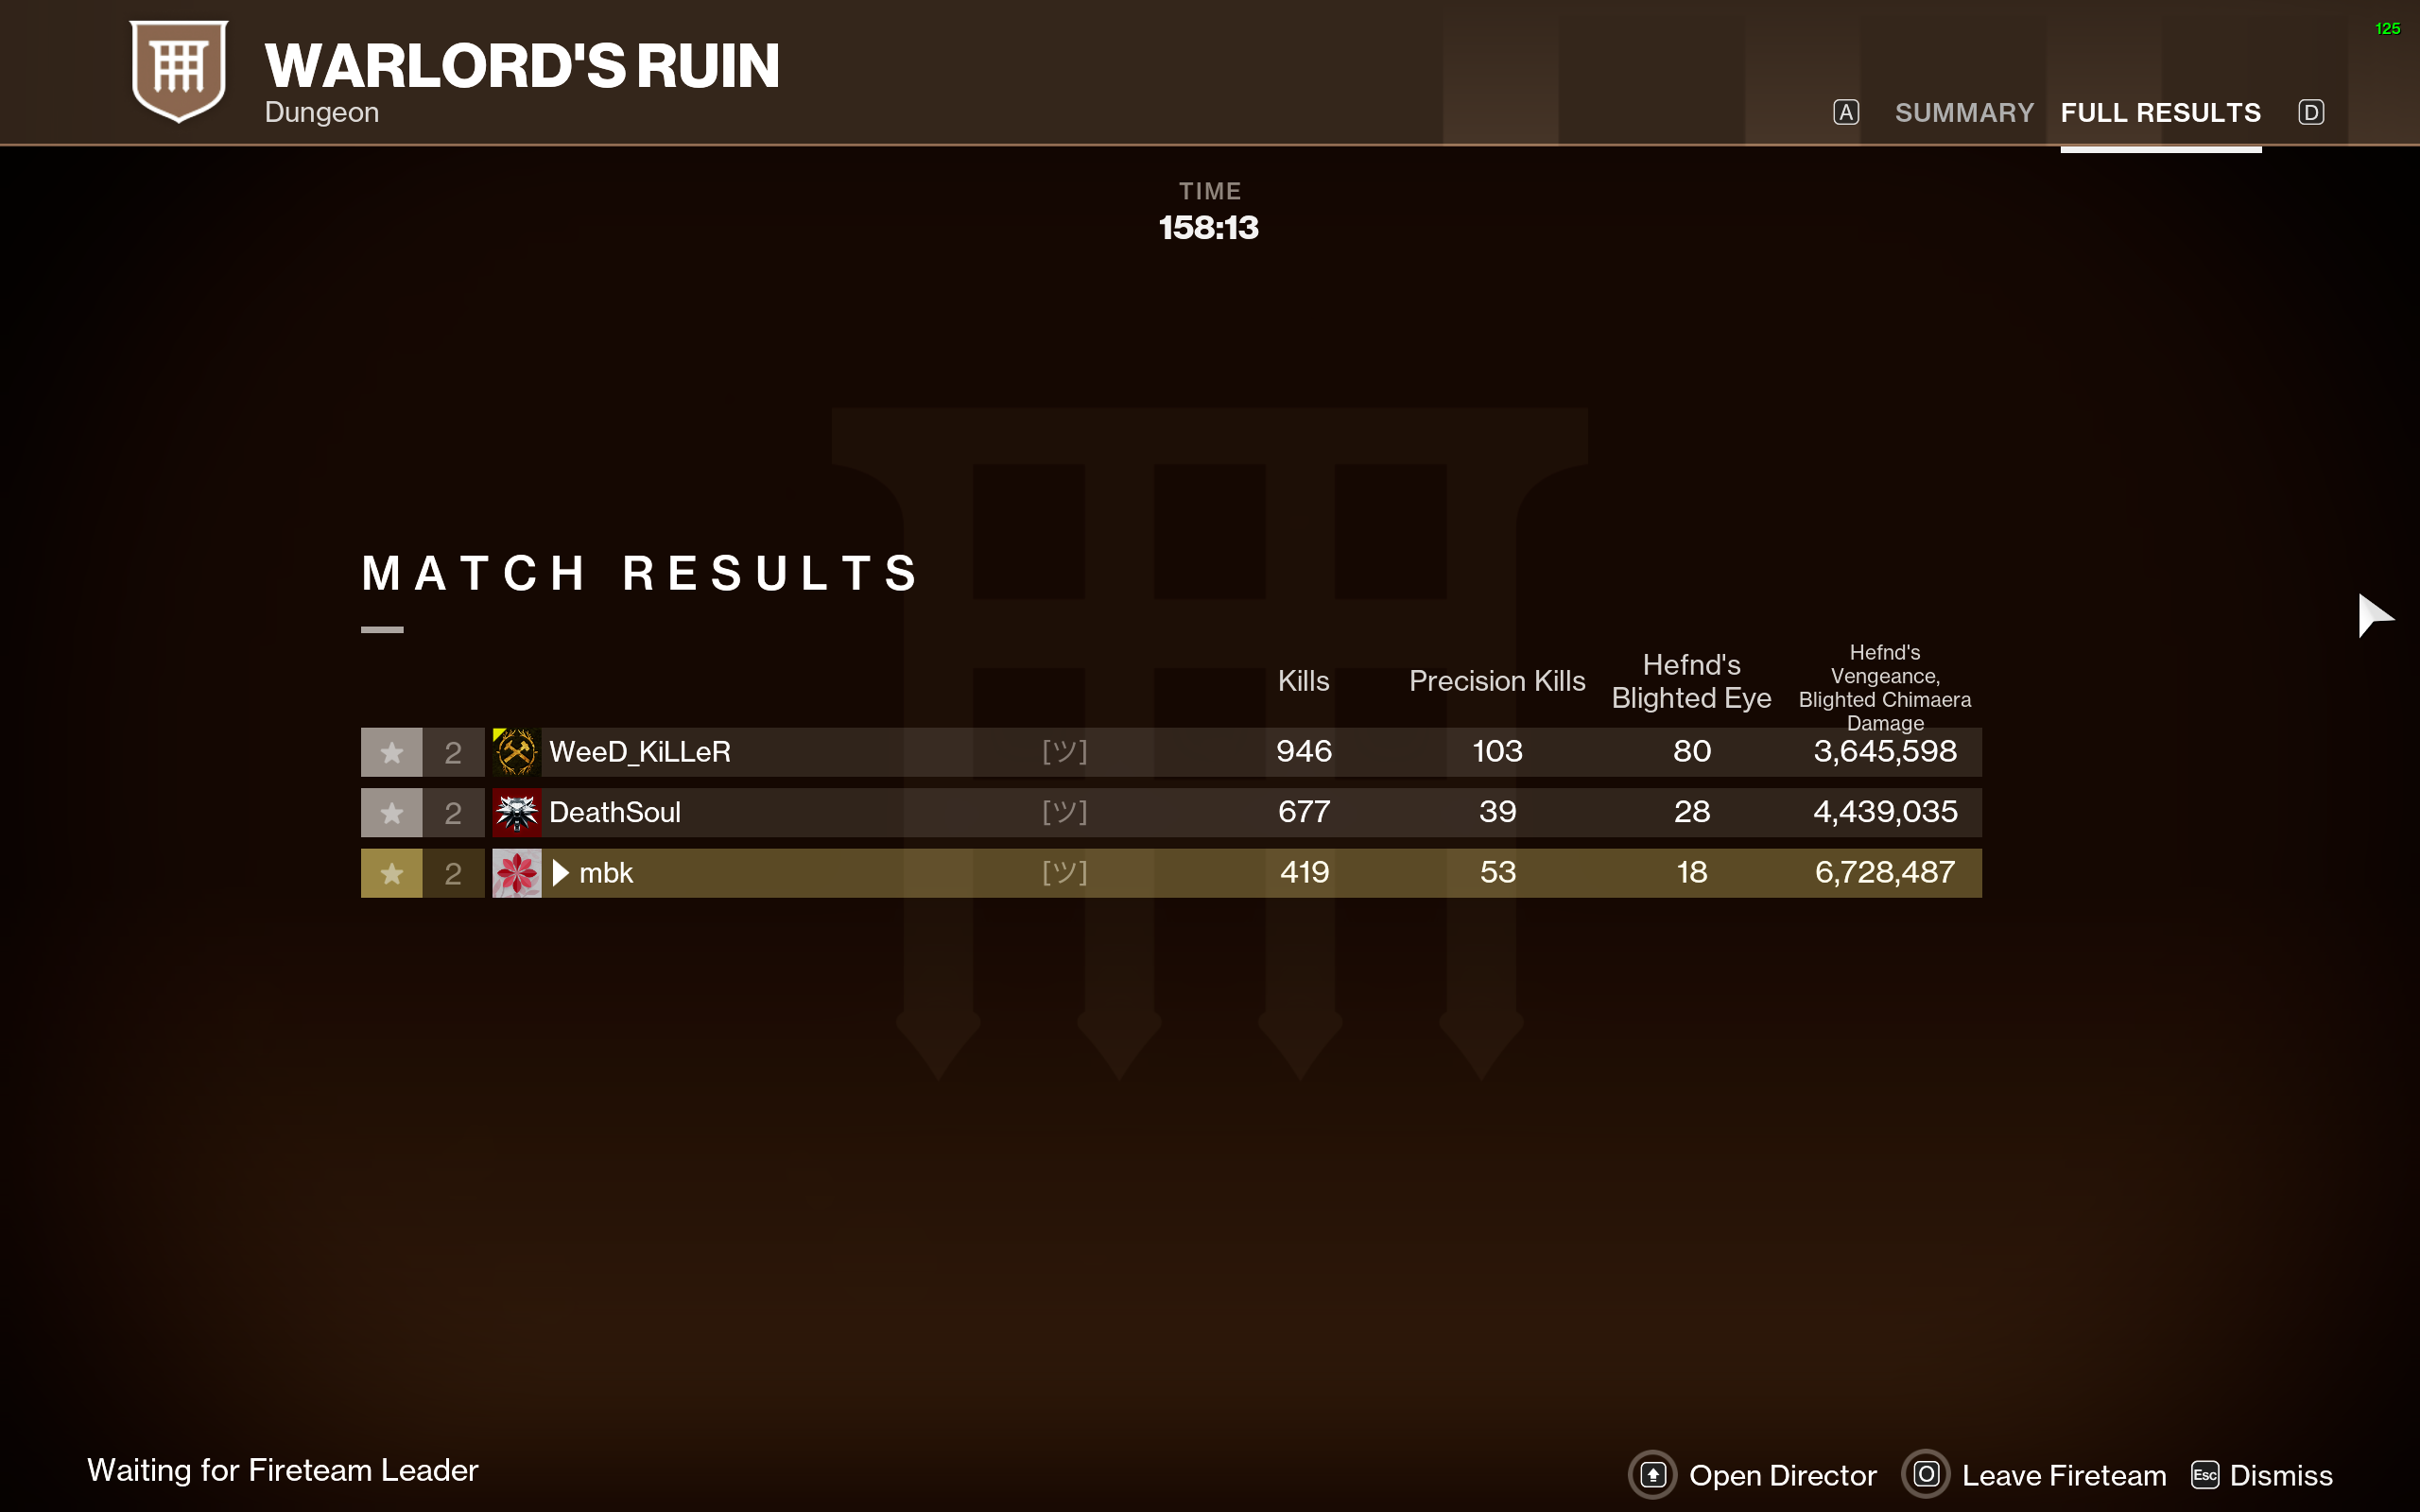 WARLORD'S RUIN
Dungeon
125
A SUMMARY FULL RESULTS D
TIME
158:13
MATCH RESULTS
Kills Precision Kills Hefnd's Blighted Eye Hefnd's Vengeance, Blighted Chimaera Damage
2 WeeD_KiLLeR [ツ] 946 103 80 3,645,598
2 DeathSoul [ツ] 677 39 28 4,439,035
2 mbk [ツ] 419 53 18 6,728,487
Waiting for Fireteam Leader
Open Director O Leave Fireteam Esc Dismiss